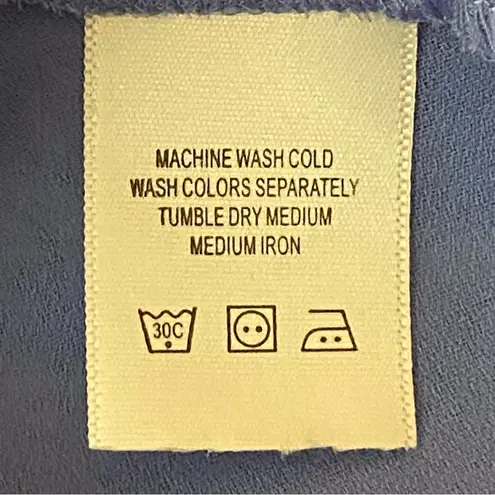 MACHINE WASH COLD
WASH COLORS SEPARATELY
TUMBLE DRY MEDIUM
MEDIUM IRON
30C